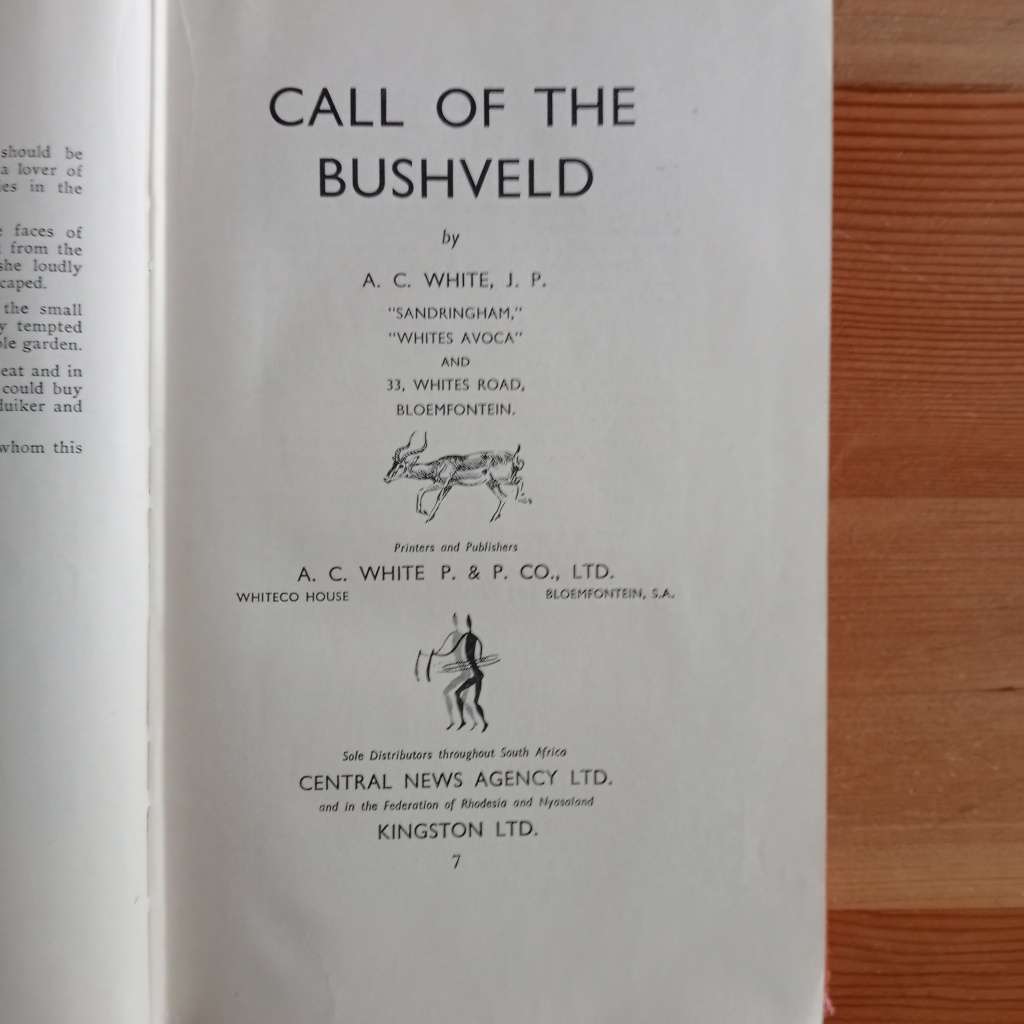 should be
a lover of
in the
faces of
from the
she loudly
the small
tempted
garden.
eat and in
could buy
duiker and
whom this
CALL OF THE
BUSHVELD
by
A. C. WHITE, J. P.
"SANDRINGHAM,"
"WHITES AVOCA"
AND
33, WHITES ROAD,
BLOEMFONTEIN.
Printers and Publishers
A. C. WHITE P. & P. CO., LTD.
WHITECO HOUSE BLOEMFONTEIN, S.A.
Sole Distributors throughout South Africa
CENTRAL NEWS AGENCY LTD.
and in the Federation of Rhodesia and Nyasaland
KINGSTON LTD.
7